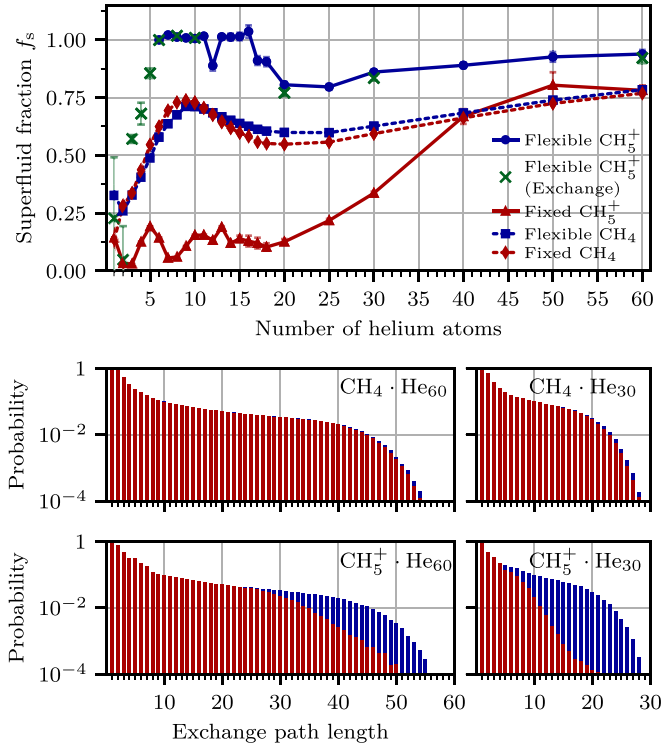 Superfluid fraction fₛ
1.00
0.75
0.50
0.25
0.00
Flexible CH₅⁺
Flexible CH₅⁺
(Exchange)
Fixed CH₅⁺
Flexible CH₄
Fixed CH₄
5 10 15 20 25 30 35 40 45 50 55 60
Number of helium atoms
Probability
1
10⁻²
10⁻⁴
CH₄ · He₆₀
CH₄ · He₃₀
Probability
1
10⁻²
10⁻⁴
CH₅⁺ · He₆₀
CH₅⁺ · He₃₀
10 20 30 40 50 60
10 20 30
Exchange path length